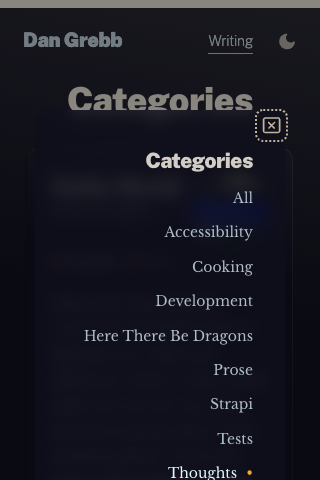 Dan Grebb
Writing
Categories
Categories
All
Accessibility
Cooking
Development
Here There Be Dragons
Prose
Strapi
Tests
Thoughts